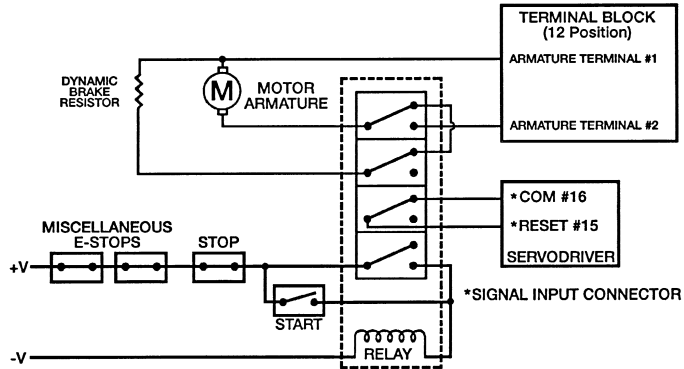 TERMINAL BLOCK
(12 Position)
ARMATURE TERMINAL #1
DYNAMIC
BRAKE
RESISTOR
M
MOTOR
ARMATURE
ARMATURE TERMINAL #2
*COM #16
*RESET #15
SERVODRIVER
MISCELLANEOUS
E-STOPS
STOP
+V
*SIGNAL INPUT CONNECTOR
START
RELAY
-V